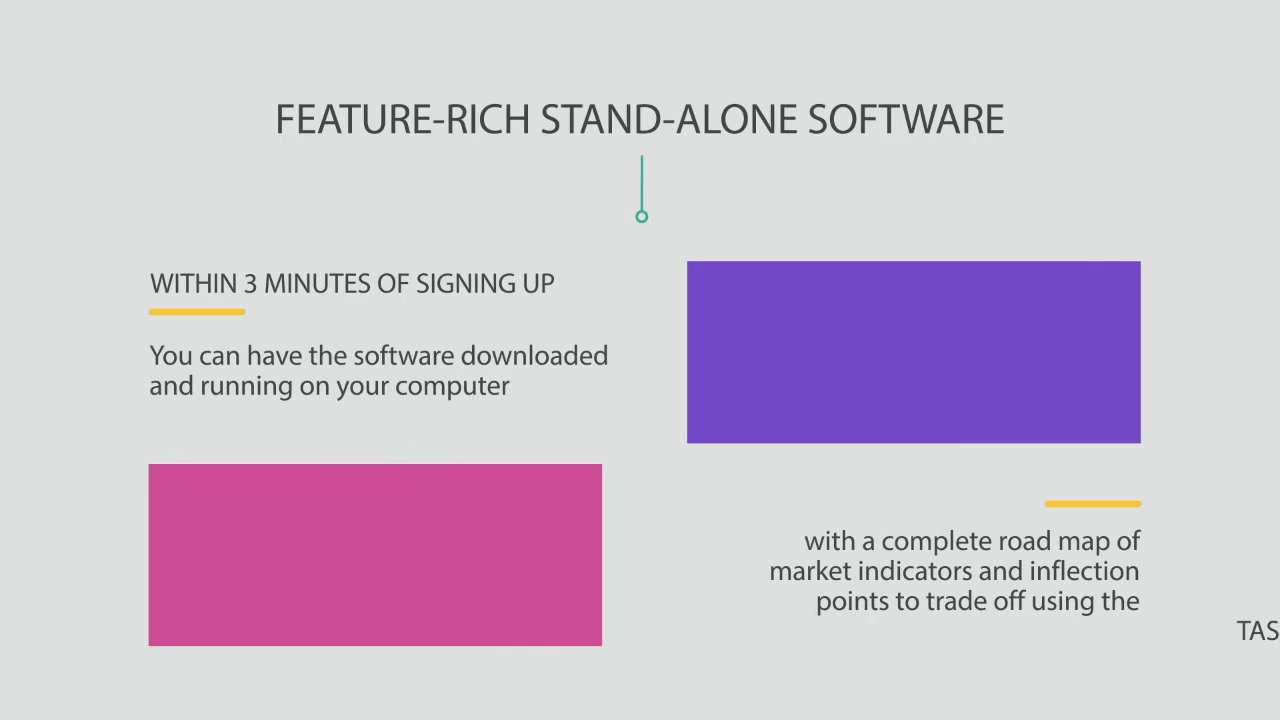 FEATURE-RICH STAND-ALONE SOFTWARE
WITHIN 3 MINUTES OF SIGNING UP
You can have the software downloaded
and running on your computer
with a complete road map of
market indicators and inflection
points to trade off using the
TAS